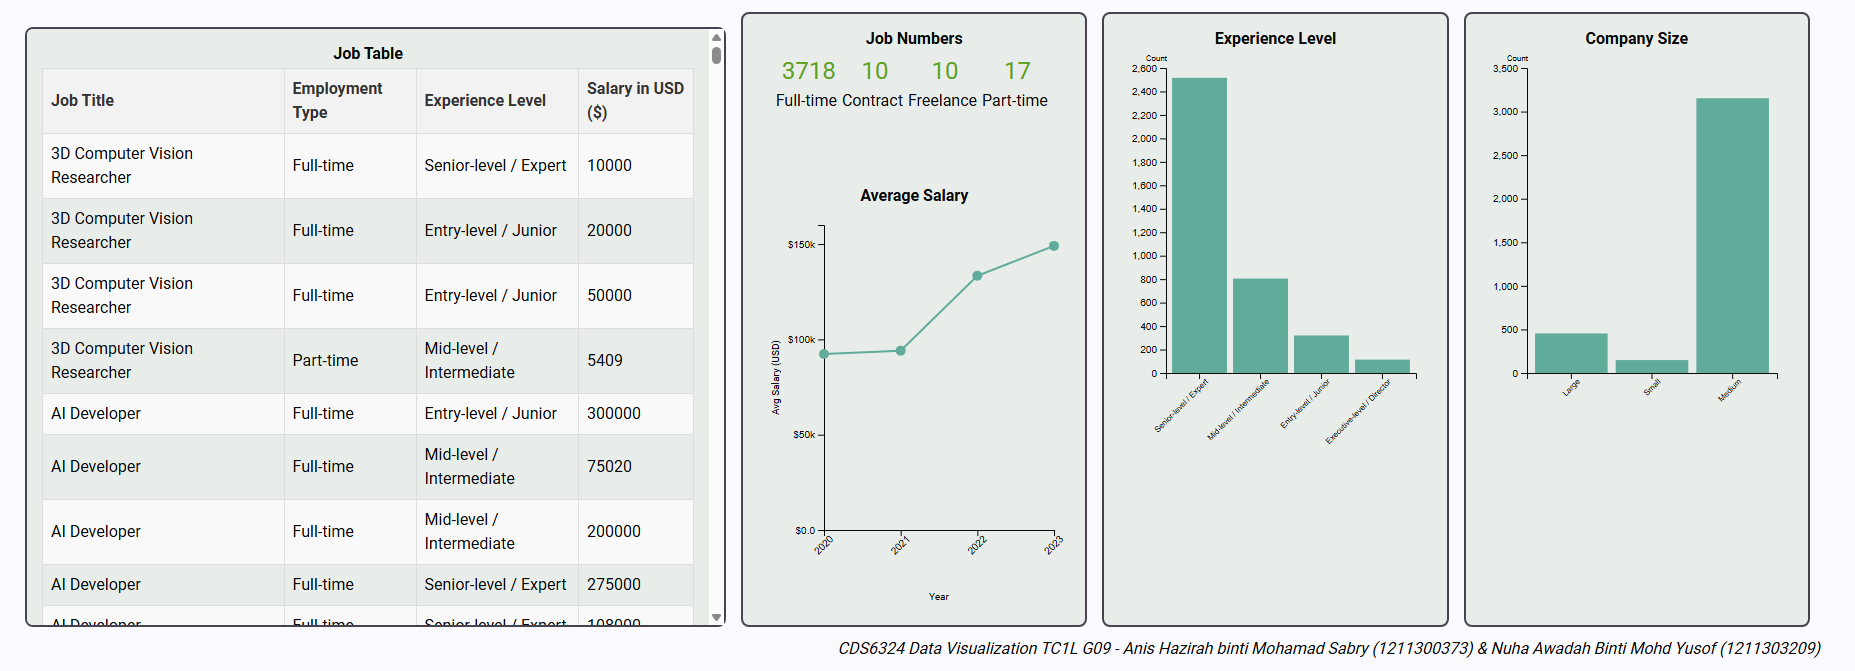 Job Table
Job Title
Employment Type
Experience Level
Salary in USD ($)
3D Computer Vision Researcher
Full-time
Senior-level / Expert
10000
3D Computer Vision Researcher
Full-time
Entry-level / Junior
20000
3D Computer Vision Researcher
Full-time
Entry-level / Junior
50000
3D Computer Vision Researcher
Part-time
Mid-level / Intermediate
5409
AI Developer
Full-time
Entry-level / Junior
300000
AI Developer
Full-time
Mid-level / Intermediate
75020
AI Developer
Full-time
Mid-level / Intermediate
200000
AI Developer
Full-time
Senior-level / Expert
275000
AI Developer
Full-time
Senior-level / Expert
108000
Job Numbers
3718 10 10 17
Full-time Contract Freelance Part-time
Average Salary
$150k
$100k
$50k
$0.0
Avg Salary (USD)
2020 2021 2022 2023
Year
Experience Level
Count
2,600
2,400
2,200
2,000
1,800
1,600
1,400
1,200
1,000
800
600
400
200
0
Senior-level / Expert
Mid-level / Intermediate
Entry-level / Junior
Executive-level / Director
Company Size
Count
3,500
3,000
2,500
2,000
1,500
1,000
500
0
Large
Small
Medium
CDS6324 Data Visualization TC1L G09 - Anis Hazirah binti Mohamad Sabry (1211300373) & Nuha Awadah Binti Mohd Yusof (1211303209)